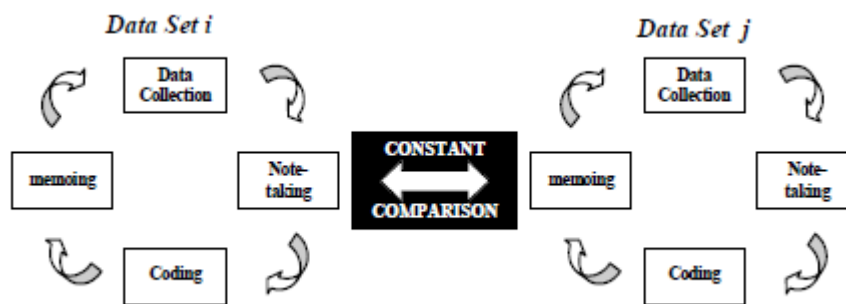 Data Set i
Data
Collection
memoing
Note-
taking
Coding
CONSTANT
COMPARISON
Data Set j
Data
Collection
memoing
Note-
taking
Coding